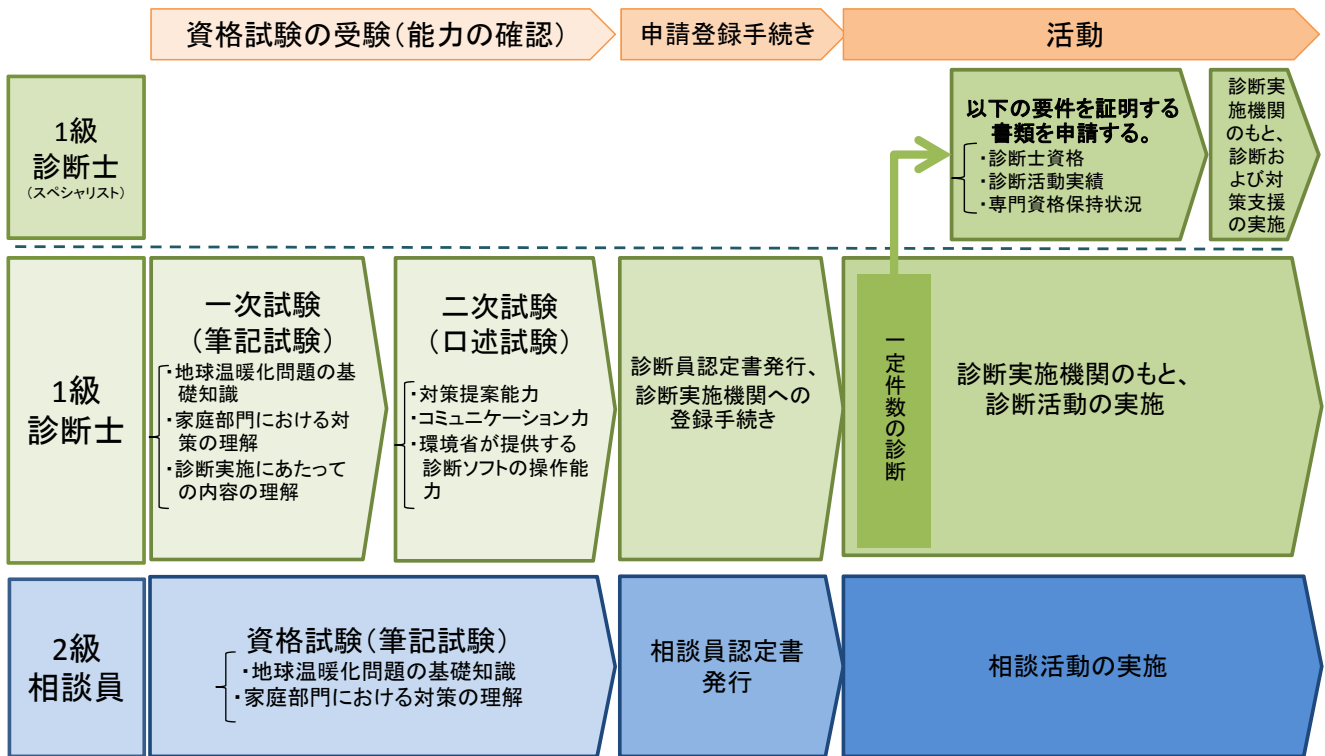 資格試験の受験(能力の確認)
申請登録手続き
活動
1級
診断士
(スペシャリスト)
以下の要件を証明する
書類を申請する。
・診断士資格
・診断活動実績
・専門資格保持状況
診断実
施機関
のもと、
診断お
よび対
策支援
の実施
1級
診断士
一次試験
(筆記試験)
・地球温暖化問題の基
礎知識
・家庭部門における対
策の理解
・診断実施にあたって
の内容の理解
二次試験
(口述試験)
・対策提案能力
・コミュニケーション力
・環境省が提供する
診断ソフトの操作能
力
診断員認定書発行、
診断実施機関への
登録手続き
一定件数の診断
診断実施機関のもと、
診断活動の実施
2級
相談員
資格試験(筆記試験)
・地球温暖化問題の基礎知識
・家庭部門における対策の理解
相談員認定書
発行
相談活動の実施